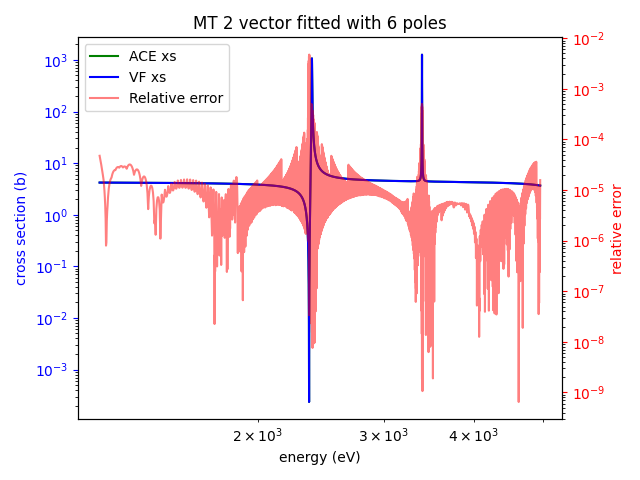 MT 2 vector fitted with 6 poles
ACE xs
VF xs
Relative error
cross section (b)
10³
10²
10¹
10⁰
10⁻¹
10⁻²
10⁻³
10⁻²
10⁻³
10⁻⁴
10⁻⁵
10⁻⁶
10⁻⁷
10⁻⁸
10⁻⁹
relative error
2 × 10³ 3 × 10³ 4 × 10³
energy (eV)